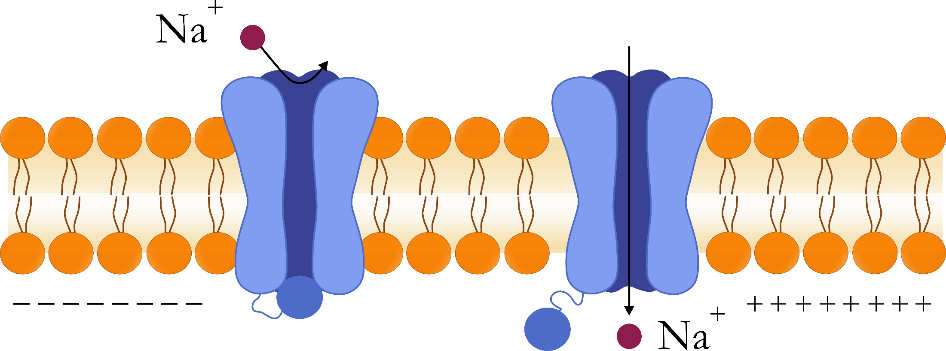 Na⁺
− − − − − − − −
+ + + + + + + +
Na⁺